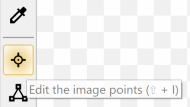 Edit the image points (⇧ + I)